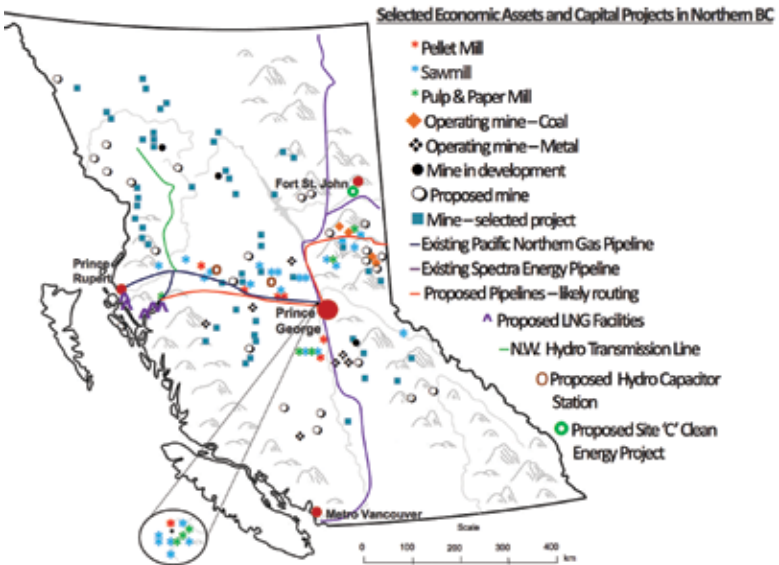 Selected Economic Assets and Capital Projects in Northern BC
Pellet Mill
Sawmill
Pulp & Paper Mill
Operating mine – Coal
Operating mine – Metal
Mine in development
Proposed mine
Mine – selected project
Existing Pacific Northern Gas Pipeline
Existing Spectra Energy Pipeline
Proposed Pipelines – likely routing
Proposed LNG Facilities
N.W. Hydro Transmission Line
Proposed Hydro Capacitor
Station
Proposed Site 'C' Clean
Energy Project
Fort St. John
Prince
Rupert
Prince
George
Metro Vancouver
Scale
0 100 200 300 400
km